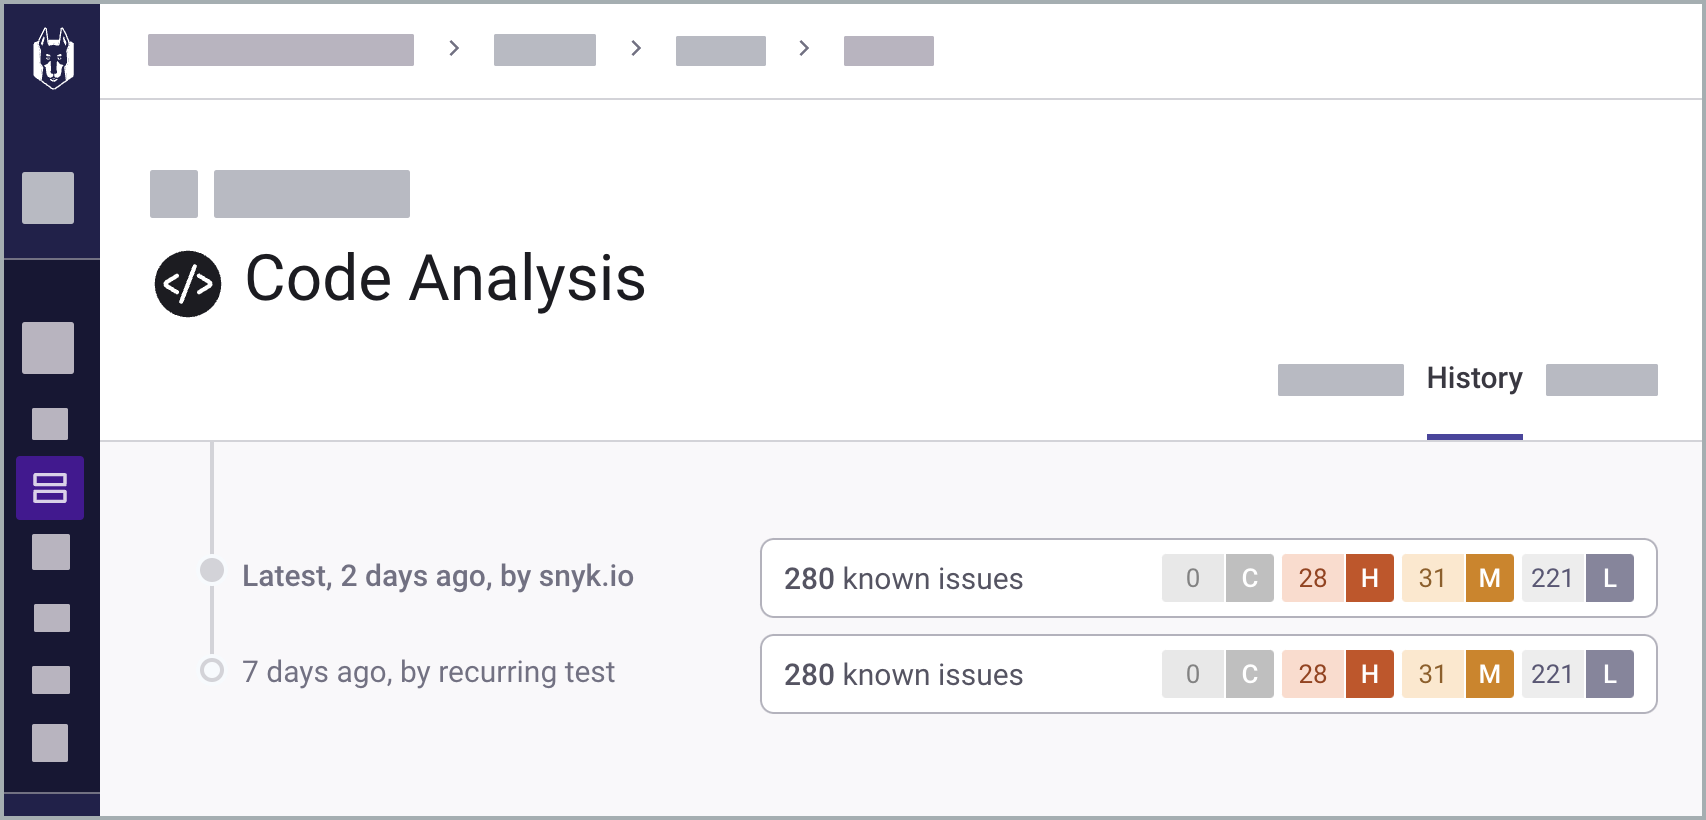 </> Code Analysis
History
Latest, 2 days ago, by snyk.io
280 known issues 0 C 28 H 31 M 221 L
7 days ago, by recurring test
280 known issues 0 C 28 H 31 M 221 L